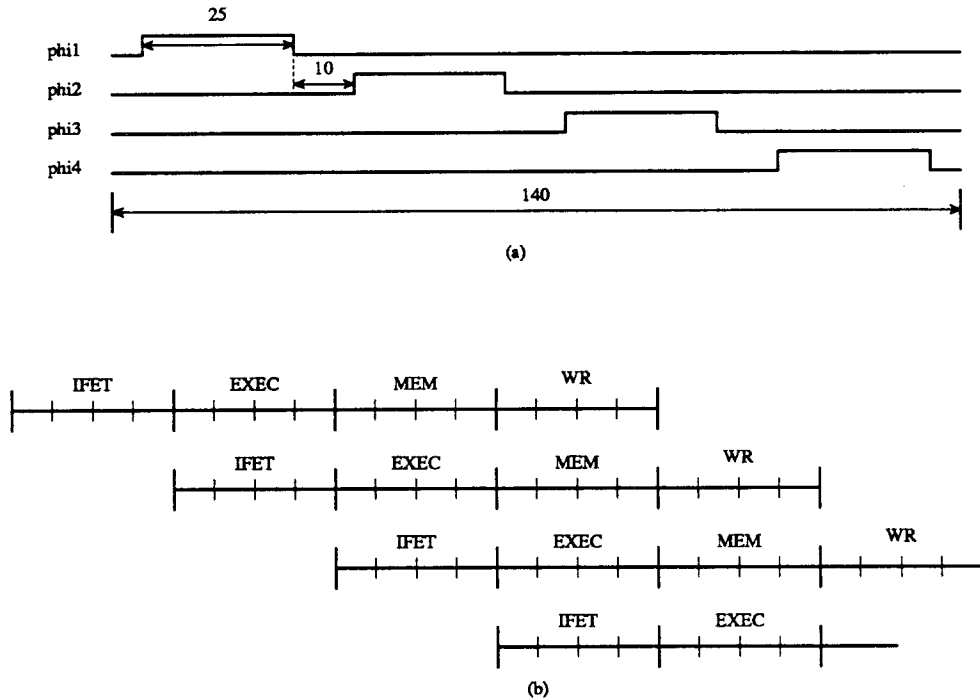 25
phi1
10
phi2
phi3
phi4
140
(a)
IFET EXEC MEM WR
IFET EXEC MEM WR
IFET EXEC MEM WR
IFET EXEC
(b)